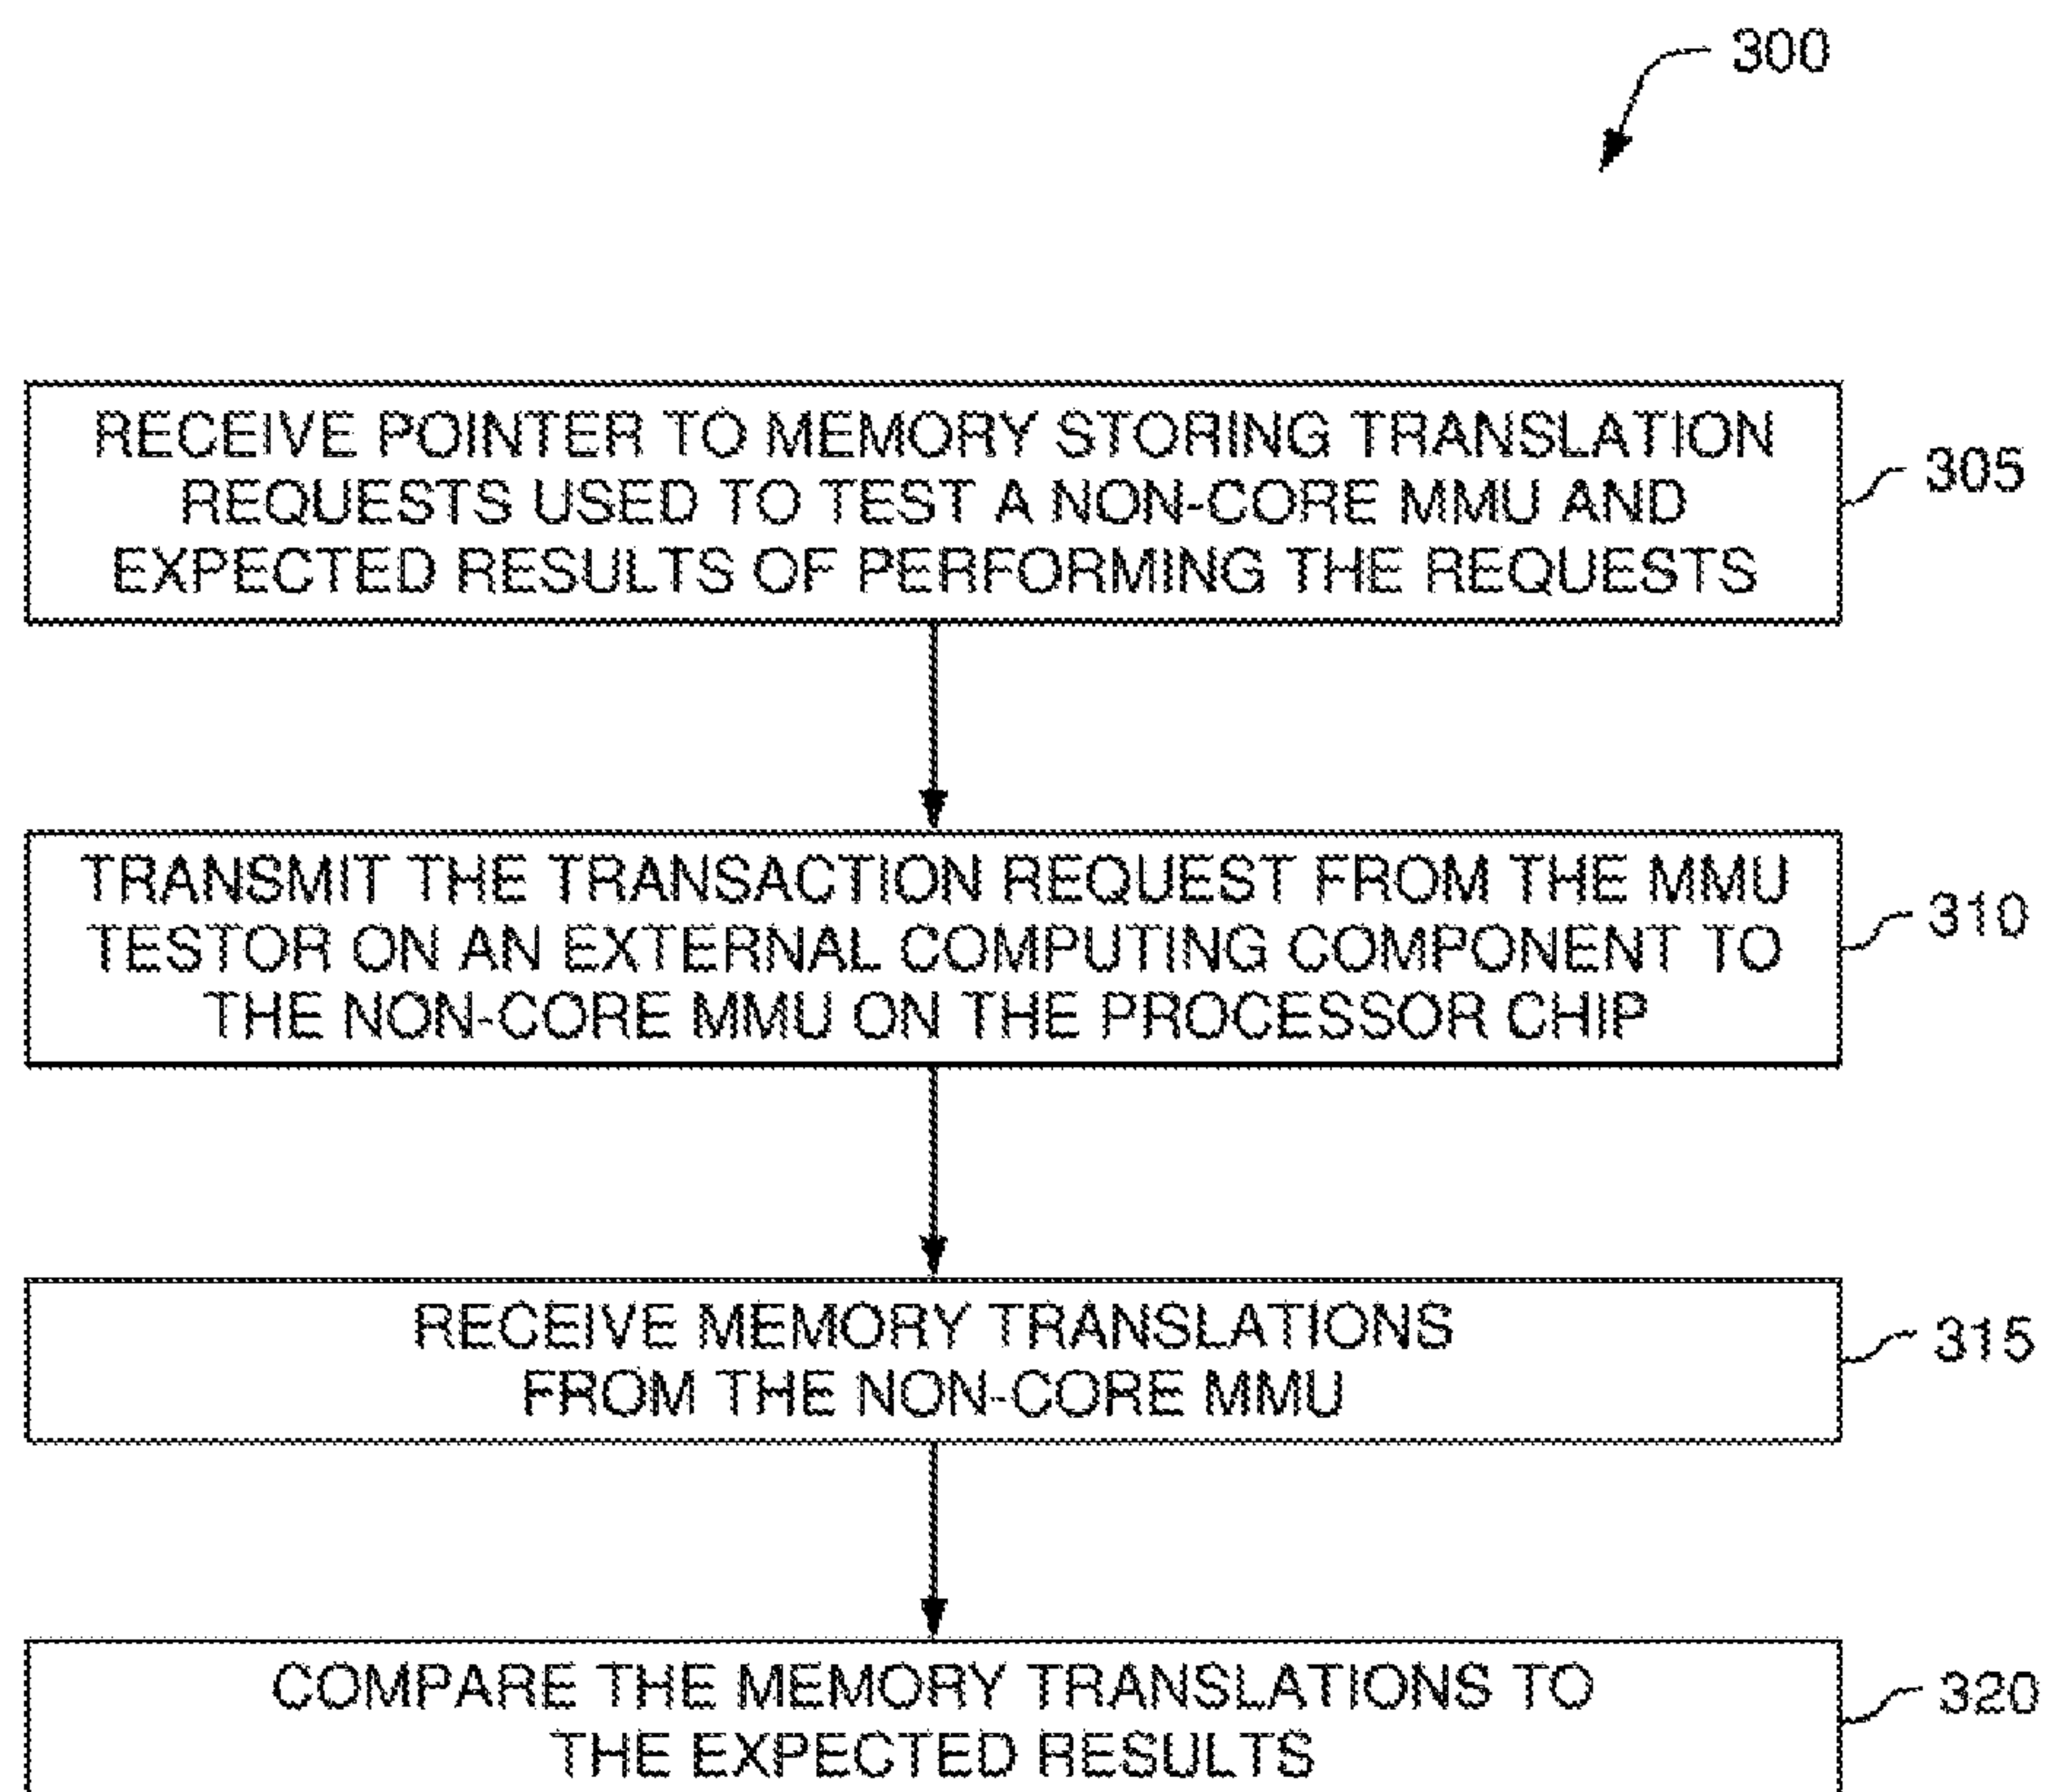 300
RECEIVE POINTER TO MEMORY STORING TRANSLATION
REQUESTS USED TO TEST A NON-CORE MMU AND
EXPECTED RESULTS OF PERFORMING THE REQUESTS
305
TRANSMIT THE TRANSACTION REQUEST FROM THE MMU
TESTOR ON AN EXTERNAL COMPUTING COMPONENT TO
THE NON-CORE MMU ON THE PROCESSOR CHIP
310
RECEIVE MEMORY TRANSLATIONS
FROM THE NON-CORE MMU
315
COMPARE THE MEMORY TRANSLATIONS TO
THE EXPECTED RESULTS
320